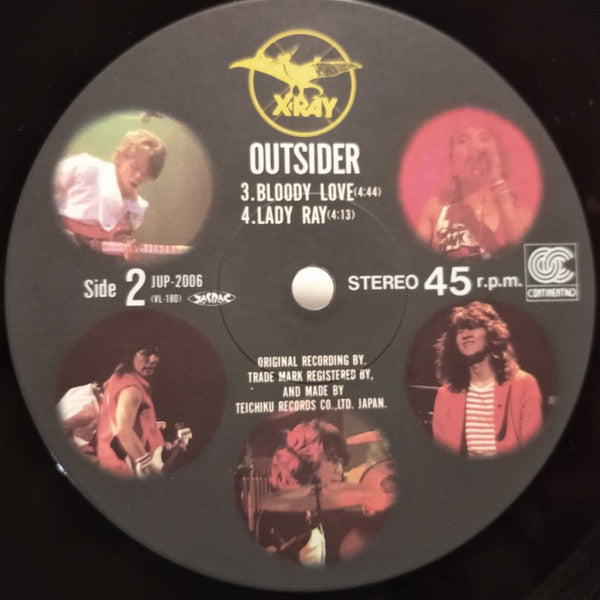 X-RAY
OUTSIDER
3.BLOODY LOVE(4:44)
4.LADY RAY(4:13)
Side 2 JUP-2006
(VL-18D) JASRAC
STEREO 45 r.p.m.
CONTINENTAL
ORIGINAL RECORDING BY.
TRADE MARK REGISTERED BY,
AND MADE BY
TEICHIKU RECORDS CO.,LTD. JAPAN.